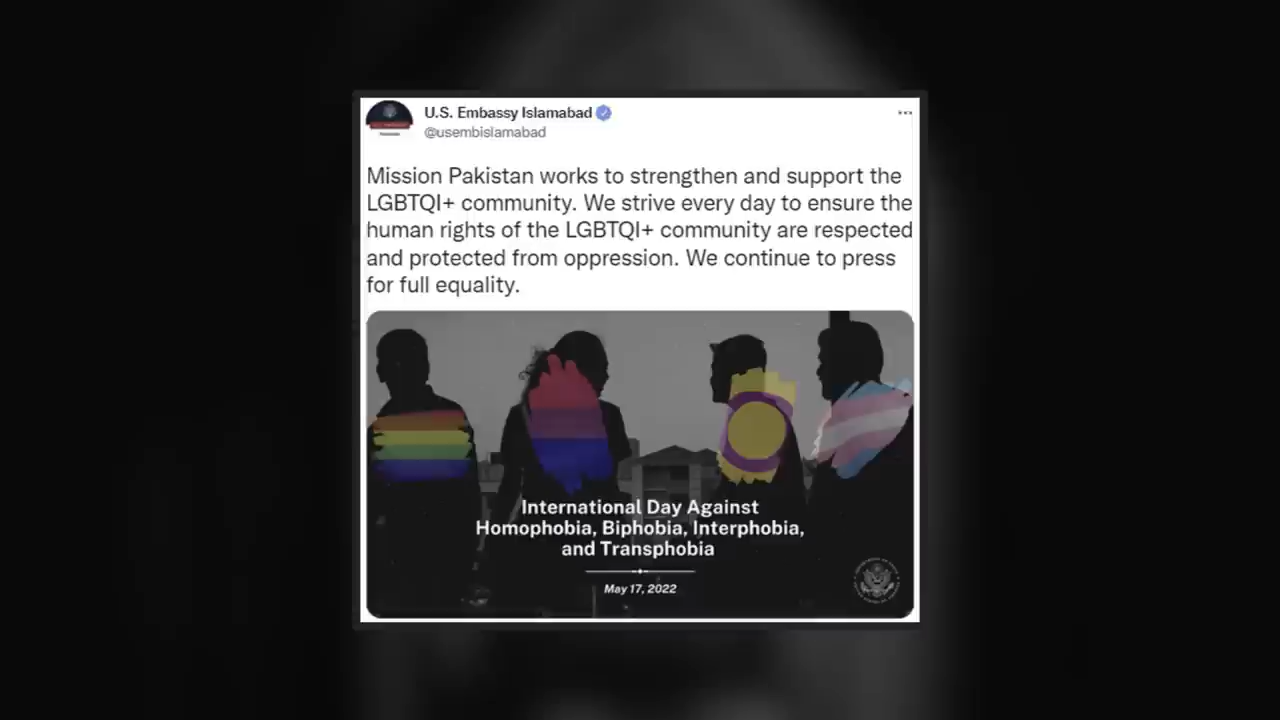 U.S. Embassy Islamabad
@usembislamabad
Mission Pakistan works to strengthen and support the
LGBTQI+ community. We strive every day to ensure the
human rights of the LGBTQI+ community are respected
and protected from oppression. We continue to press
for full equality.
International Day Against
Homophobia, Biphobia, Interphobia,
and Transphobia
May 17, 2022